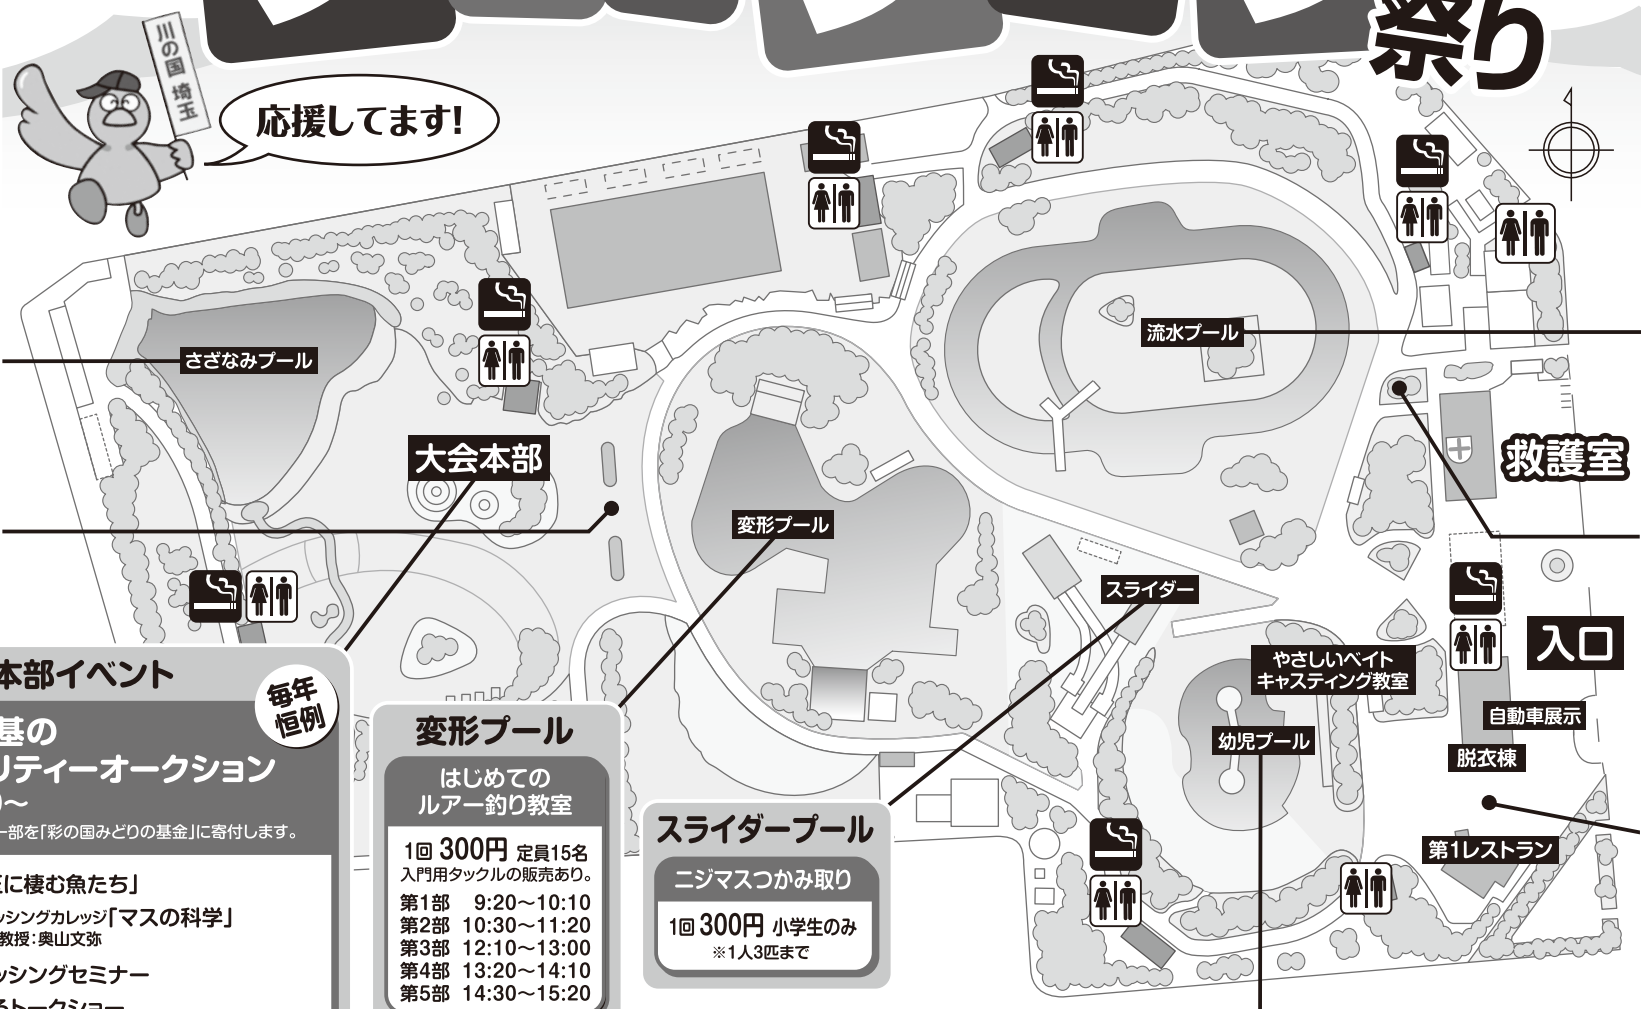 祭り
川の国 埼玉
応援してます!
さざなみプール
流水プール
大会本部
救護室
変形プール
スライダー
入口
やさしいベイト
キャスティング教室
自動車展示
幼児プール
脱衣棟
第1レストラン
本部イベント
毎年
恒例
基の
リティーオークション
一部を「彩の国みどりの基金」に寄付します。
に棲む魚たち」
ッシングカレッジ「マスの科学」
教授:奥山文弥
ッシングセミナー
るトークショー
変形プール
はじめての
ルアー釣り教室
1回 300円 定員15名
入門用タックルの販売あり。
第1部 9:20〜10:10
第2部 10:30〜11:20
第3部 12:10〜13:00
第4部 13:20〜14:10
第5部 14:30〜15:20
スライダープール
ニジマスつかみ取り
1回 300円 小学生のみ
※1人3匹まで